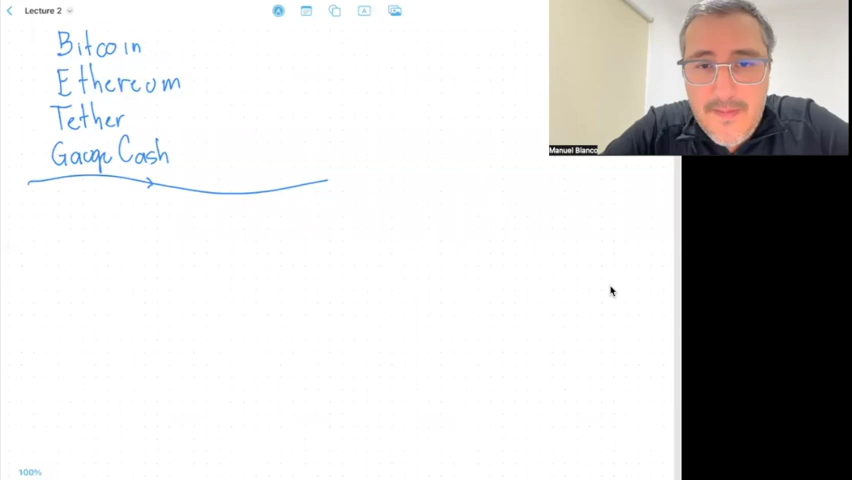 Lecture 2
Bitcoin
Ethereum
Tether
Cash
Manuel Blanco
100%